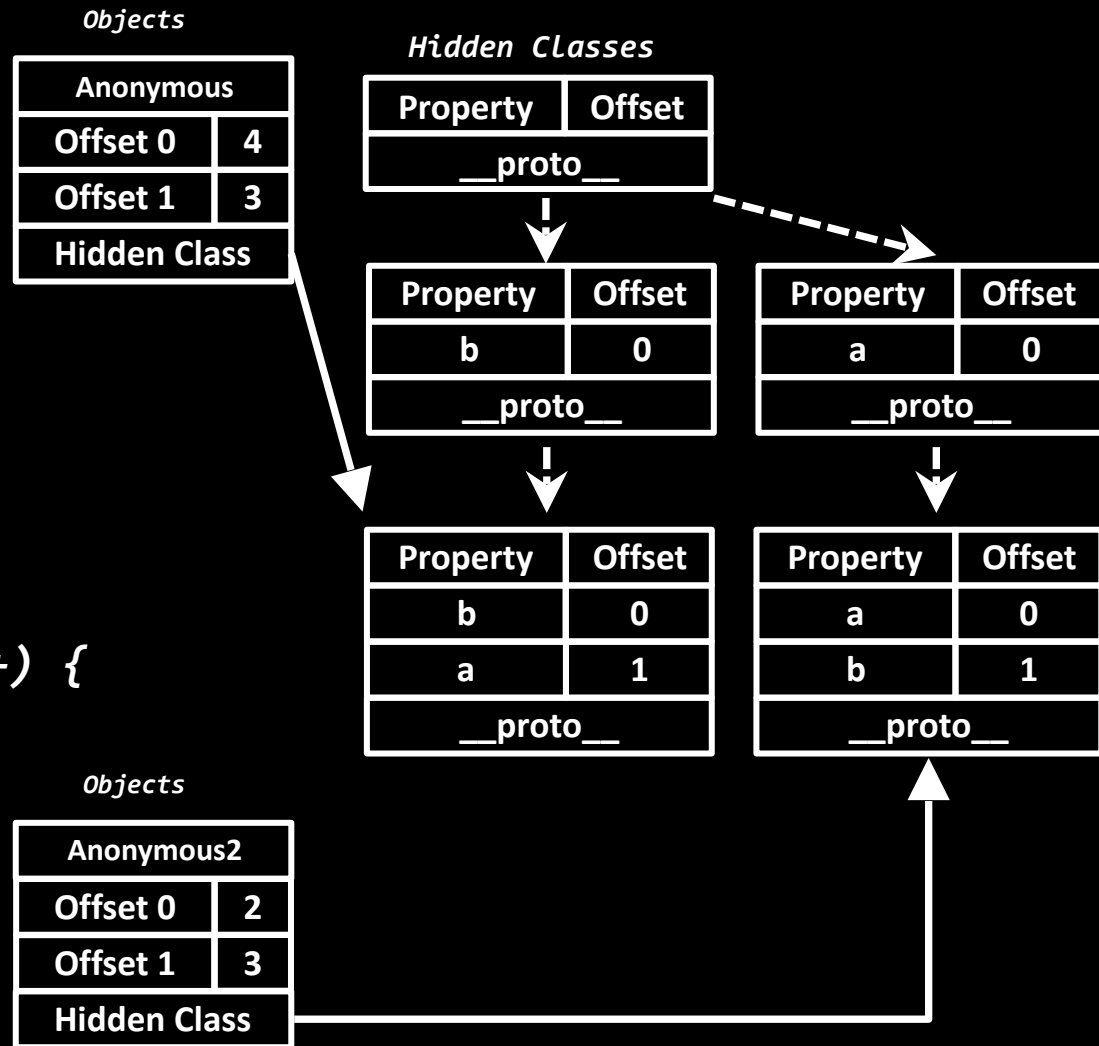 Objects
Anonymous
Offset 0 4
Offset 1 3
Hidden Class
Hidden Classes
Property Offset
__proto__
Property Offset
b 0
__proto__
Property Offset
a 0
__proto__
Property Offset
b 0
a 1
__proto__
Property Offset
a 0
b 1
__proto__
) {
Objects
Anonymous2
Offset 0 2
Offset 1 3
Hidden Class